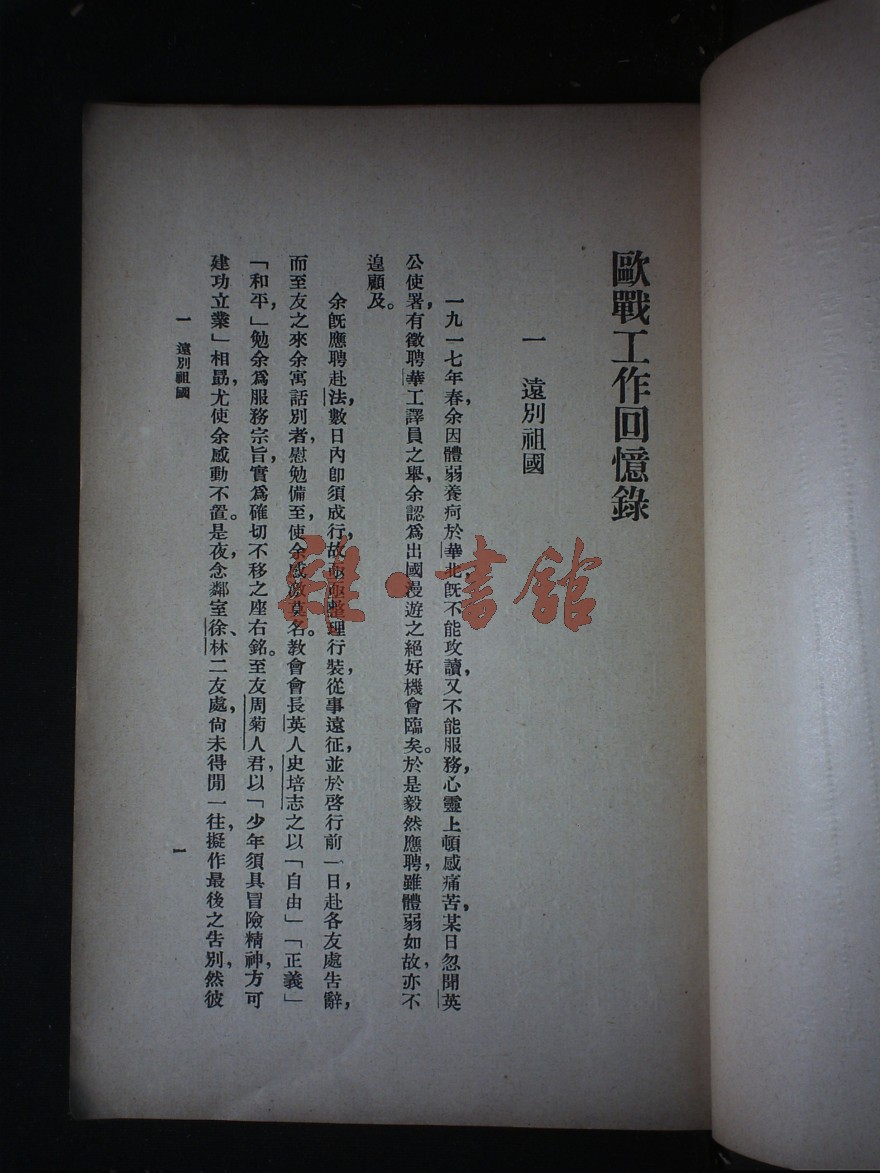 歐戰工作回憶錄
一 遠別祖國
一九一七年春，余因體弱養疴於華北，旣不能攻讀，又不能服務，心靈上頓感痛苦。某日忽聞英
公使署，有徵聘華工譯員之舉，余認爲出國漫遊之絕好機會臨矣。於是毅然應聘，雖體弱如故，亦不
遑顧及。
余旣應聘赴法，數日內卽須成行，故亟亟整理行裝，從事遠征，並於啓行前一日，赴各友處告辭，
而至友之來余寓話別者，慰勉備至，使余感激莫名。敎會會長英人史培志之以「自由」「正義」
「和平，」勉余爲服務宗旨，實爲確切不移之座右銘。至友周菊人君，以「少年須具冒險精神，方可
建功立業」相勗，尤使余感動不置。是夜，念鄰室徐、林二友處，尙未得閒一往，擬作最後之告別，然彼
一 遠別祖國
一
雜·書館